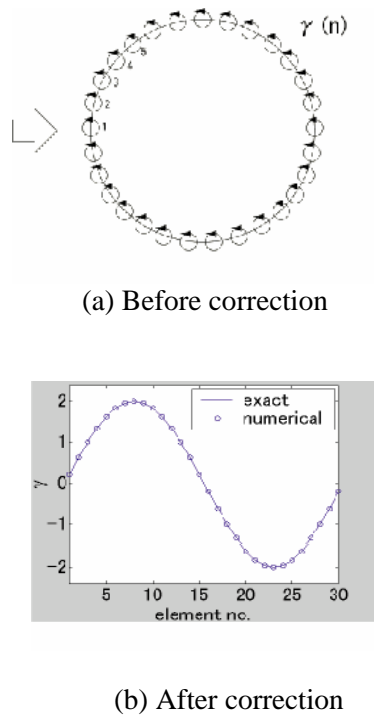 γ (n)
5
4
3
2
1
(a) Before correction
exact
numerical
2
1
0
−1
−2
γ
5 10 15 20 25 30
element no.
(b) After correction